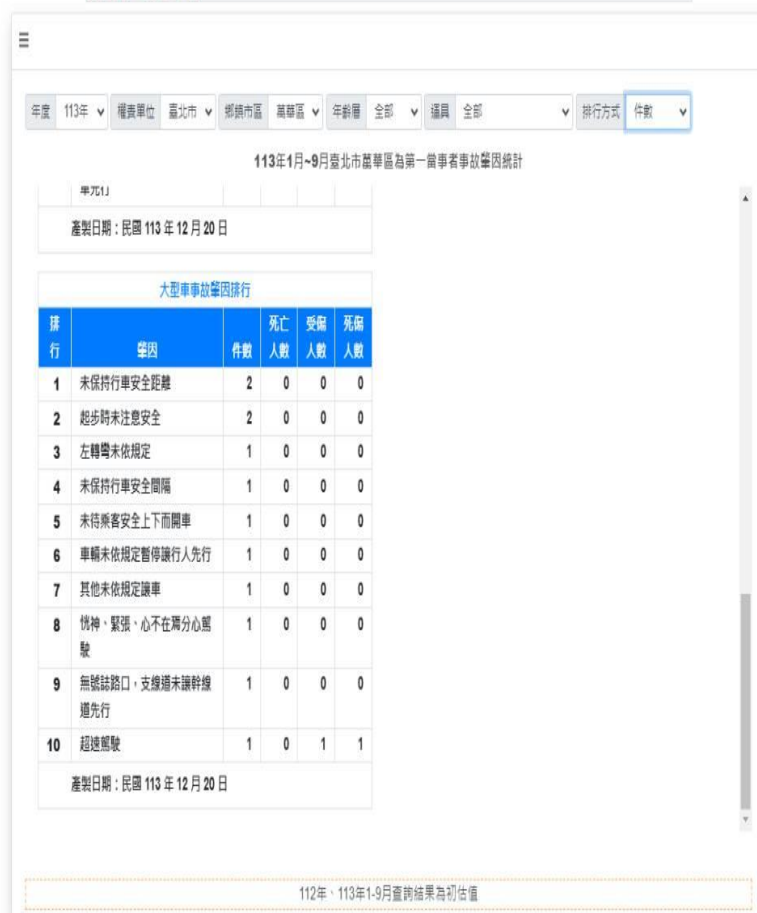 年度 113年 權責單位 臺北市 鄉鎮市區 萬華區 年齡層 全部 運具 全部 排行方式 件數
113年1月~9月臺北市萬華區為第一當事者事故肇因統計
車先行
產製日期：民國 113 年 12 月 20 日
大型車事故肇因排行
排行 肇因 件數 死亡人數 受傷人數 死傷人數
1 未保持行車安全距離 2 0 0 0
2 起步時未注意安全 2 0 0 0
3 左轉彎未依規定 1 0 0 0
4 未保持行車安全間隔 1 0 0 0
5 未待乘客安全上下而開車 1 0 0 0
6 車輛未依規定暫停讓行人先行 1 0 0 0
7 其他未依規定讓車 1 0 0 0
8 恍神、緊張、心不在焉分心駕 1 0 0 0
駛
9 無號誌路口，支線道未讓幹線 1 0 0 0
道先行
10 超速駕駛 1 0 1 1
產製日期：民國 113 年 12 月 20 日
112年、113年1-9月查詢結果為初估值